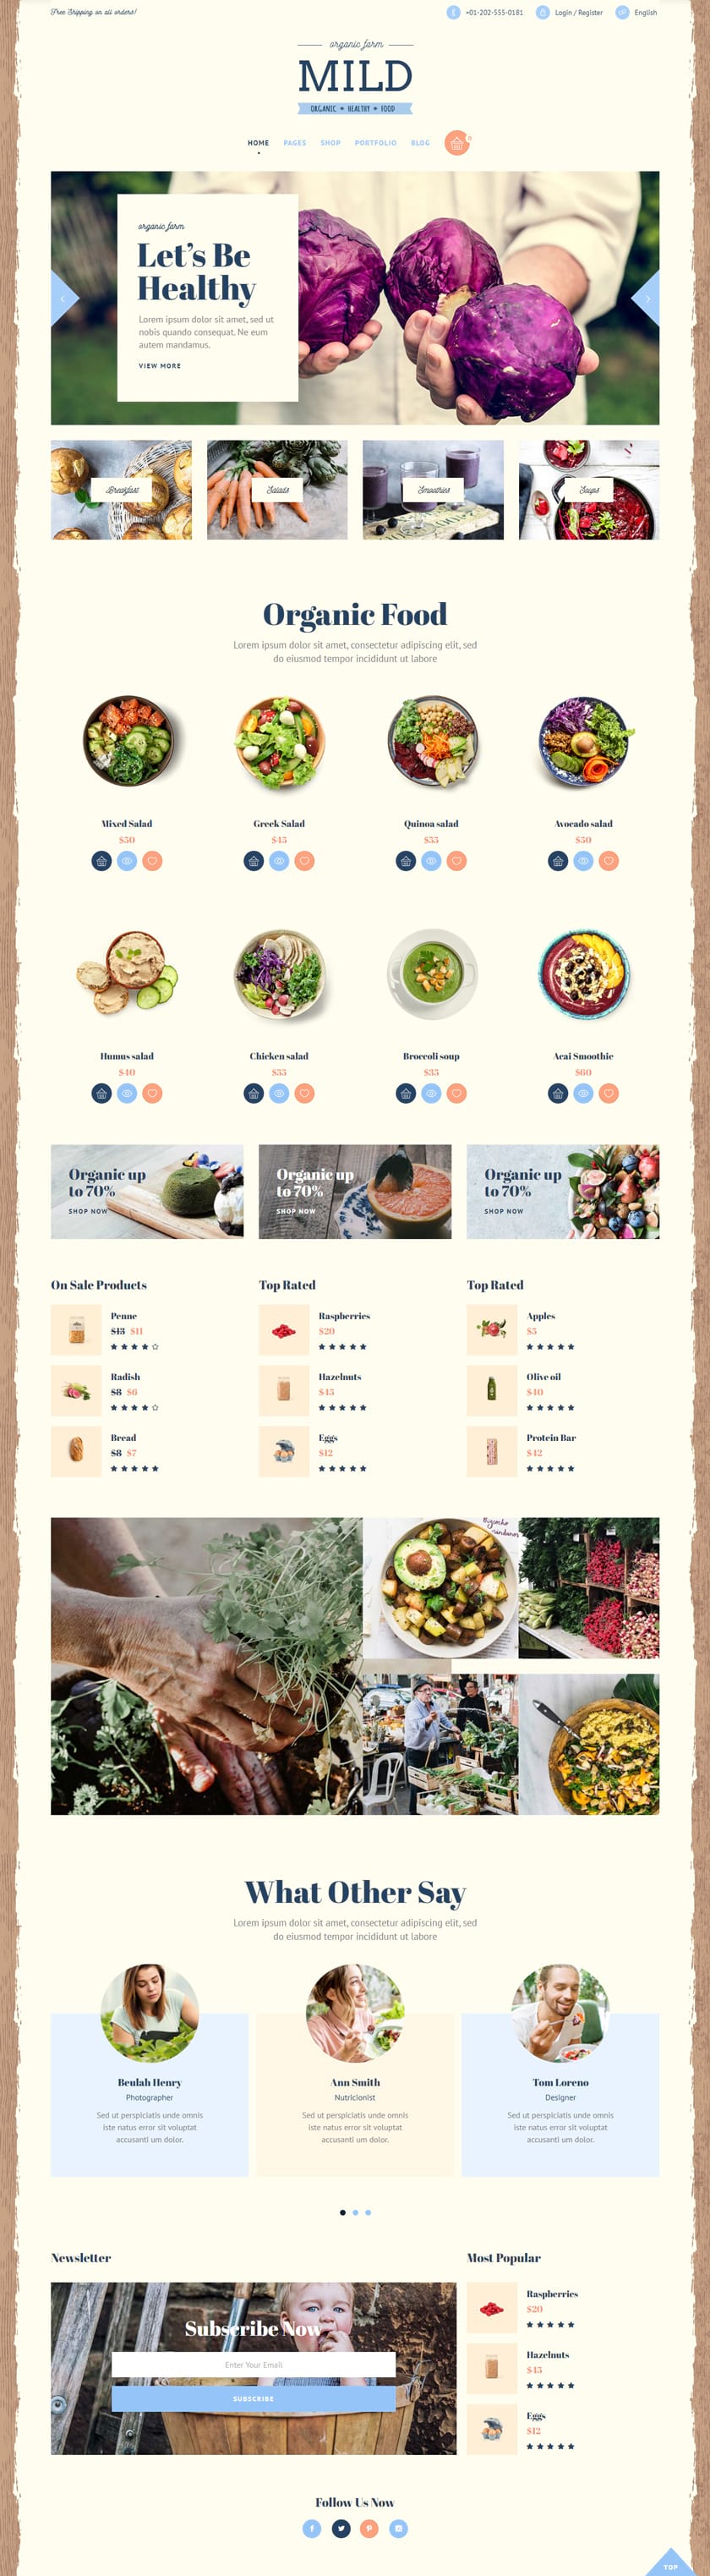 Free Shipping on all orders!
+01-202-555-0181
Login / Register
English
organic farm
MILD
ORGANIC + HEALTHY + FOOD
HOME PAGES SHOP PORTFOLIO BLOG
0
organic farm
Let's Be
Healthy
Lorem ipsum dolor sit amet, sed ut
nobis quando consequat. Ne eum
autem mandamus.
VIEW MORE
Breakfast
Salads
Smoothies
Soups
Organic Food
Lorem ipsum dolor sit amet, consectetur adipiscing elit, sed
do eiusmod tempor incididunt ut labore
Mixed Salad
$50
Greek Salad
$45
Quinoa salad
$55
Avocado salad
$50
Humus salad
$40
Chicken salad
$55
Broccoli soup
$35
Acai Smoothie
$60
Organic up
to 70%
SHOP NOW
Organic up
to 70%
SHOP NOW
Organic up
to 70%
SHOP NOW
On Sale Products
Penne
$13 $11
Radish
$8 $6
Bread
$8 $7
Top Rated
Raspberries
$20
Hazelnuts
$45
Eggs
$12
Top Rated
Apples
$5
Olive oil
$40
Protein Bar
$42
What Other Say
Lorem ipsum dolor sit amet, consectetur adipiscing elit, sed
do eiusmod tempor incididunt ut labore
Beulah Henry
Photographer
Sed ut perspiciatis unde omnis
iste natus error sit voluptat
accusanti um dolor.
Ann Smith
Nutricionist
Sed ut perspiciatis unde omnis
iste natus error sit voluptat
accusanti um dolor.
Tom Loreno
Designer
Sed ut perspiciatis unde omnis
iste natus error sit voluptat
accusanti um dolor.
Newsletter
Subscribe Now
Enter Your Email
SUBSCRIBE
Most Popular
Raspberries
$20
Hazelnuts
$45
Eggs
$12
Follow Us Now
TOP